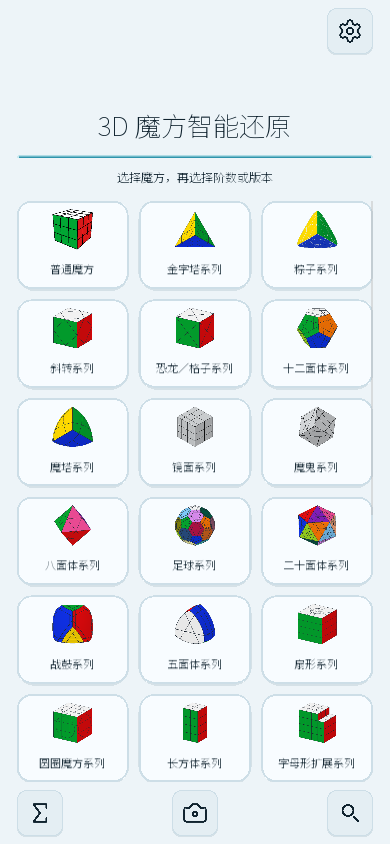 3D 魔方智能还原
选择魔方，再选择阶数或版本
普通魔方
金字塔系列
粽子系列
斜转系列
恐龙／格子系列
十二面体系列
魔塔系列
镜面系列
魔鬼系列
八面体系列
足球系列
二十面体系列
战鼓系列
五面体系列
扇形系列
圆圈魔方系列
长方体系列
字母形扩展系列
Σ